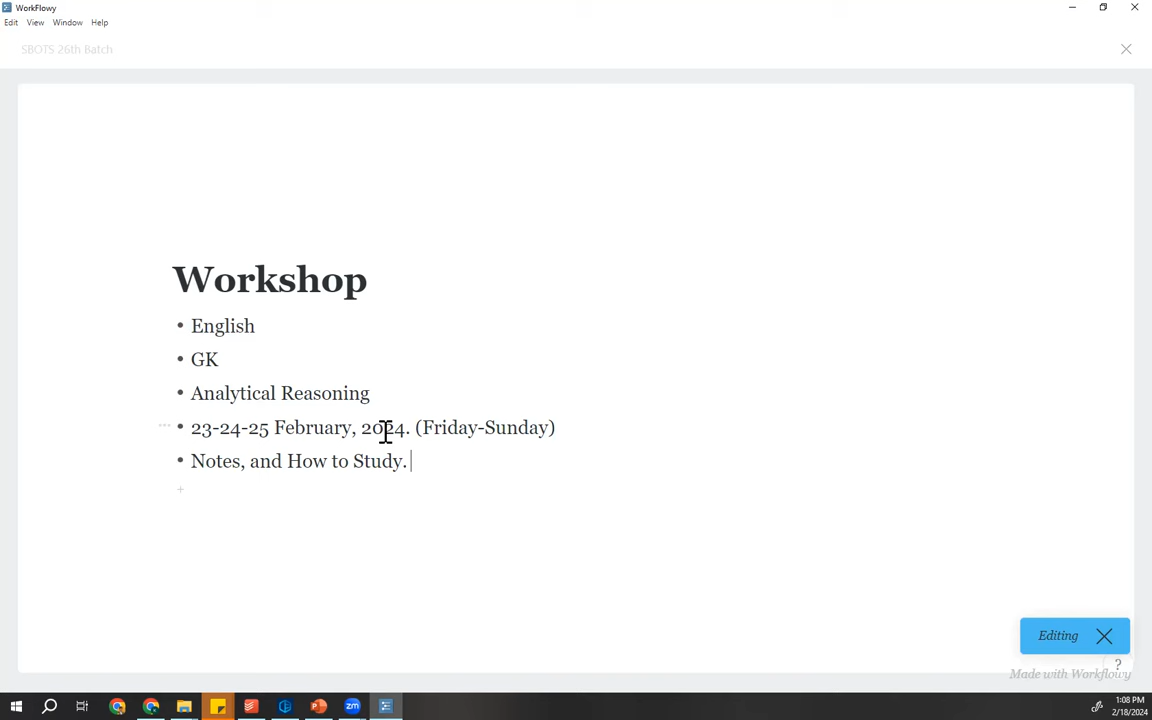 WorkFlowy
Edit View Window Help
SBOTS 26th Batch
Workshop
• English
• GK
• Analytical Reasoning
• 23-24-25 February, 2024. (Friday-Sunday)
• Notes, and How to Study.
+
Editing
?
Made with Workflowy
zm
1:08 PM
2/18/2024